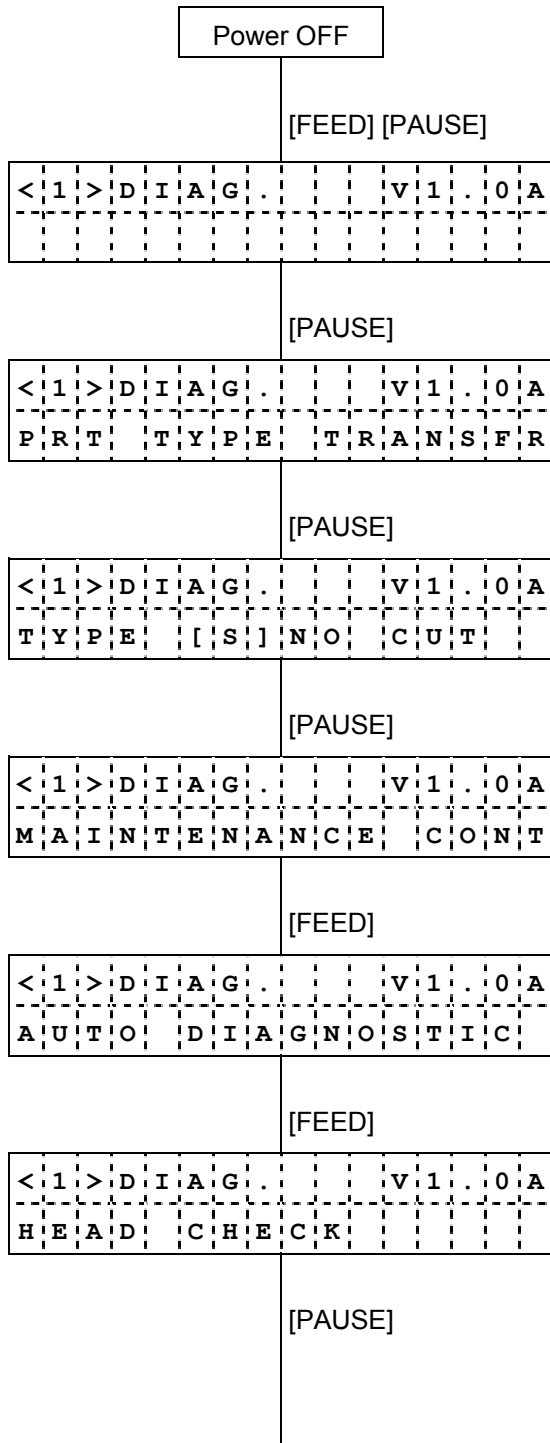 Power OFF
[FEED] [PAUSE]
<1>DIAG. V1.0A
[PAUSE]
<1>DIAG. V1.0A
PRT TYPE TRANSFR
[PAUSE]
<1>DIAG. V1.0A
TYPE [S]NO CUT
[PAUSE]
<1>DIAG. V1.0A
MAINTENANCE CONT
[FEED]
<1>DIAG. V1.0A
AUTO DIAGNOSTIC
[FEED]
<1>DIAG. V1.0A
HEAD CHECK
[PAUSE]